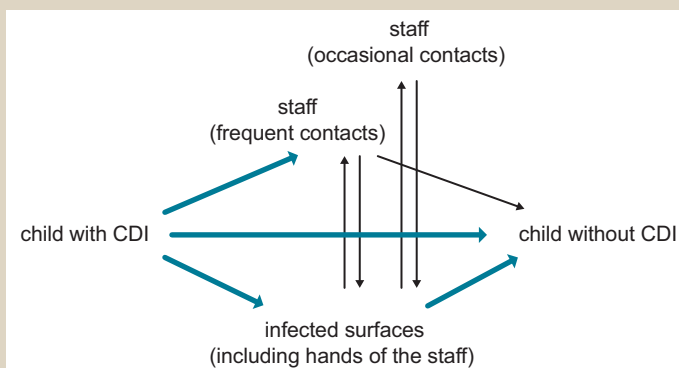 staff
(occasional contacts)
staff
(frequent contacts)
child with CDI
child without CDI
infected surfaces
(including hands of the staff)